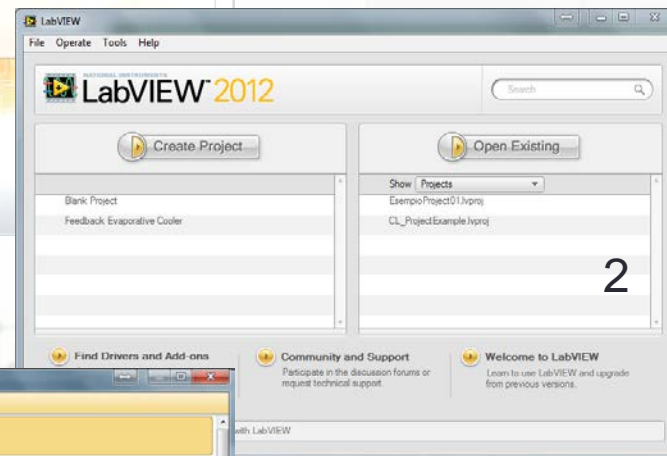 LabVIEW
File Operate Tools Help
NATIONAL INSTRUMENTS
LabVIEW™ 2012
Search
Create Project
Open Existing
Show Projects
Blank Project
EsempioProject01.lvproj
Feedback Evaporative Cooler
CL_ProjectExample.lvproj
2
Find Drivers and Add-ons
Community and Support
Welcome to LabVIEW
Participate in the discussion forums or
Learn to use LabVIEW and upgrade
request technical support.
from previous versions.
with LabVIEW